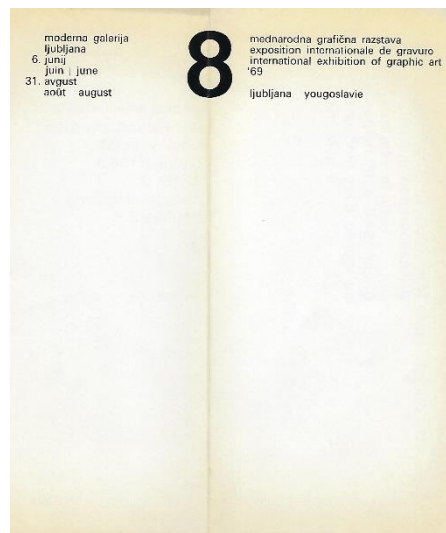 moderna galerija
ljubljana
6. junij
juin june
31. avgust
août august
8
mednarodna grafična razstava
exposition internationale de gravure
international exhibition of graphic art
'69
ljubljana yougoslavie